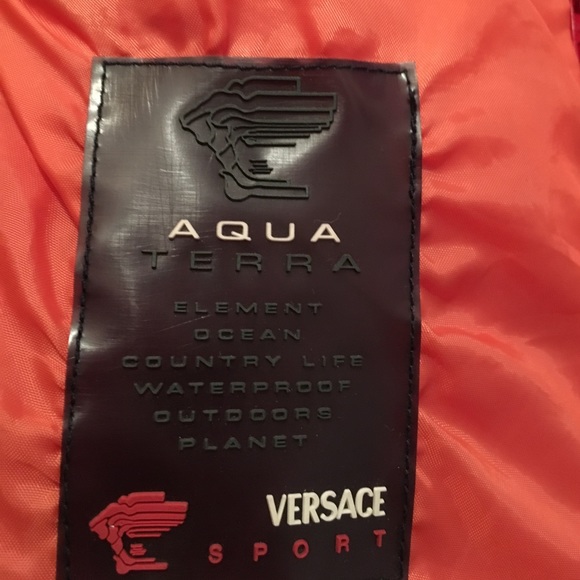 AQUA
TERRA
ELEMENT
OCEAN
COUNTRY LIFE
WATERPROOF
OUTDOORS
PLANET
VERSACE
SPORT